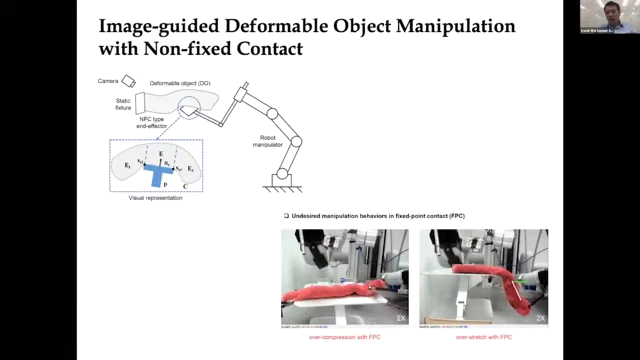 Image-guided Deformable Object Manipulation
with Non-fixed Contact
Camera
Deformable object (DO)
Static
fixture
NFC type
end-effector
Robot
manipulator
E
E
E
C
p
Visual representation
Undesired manipulation behaviors in fixed-point contact (FPC)
2X
2X
over-compression with FPC
over-stretch with FPC